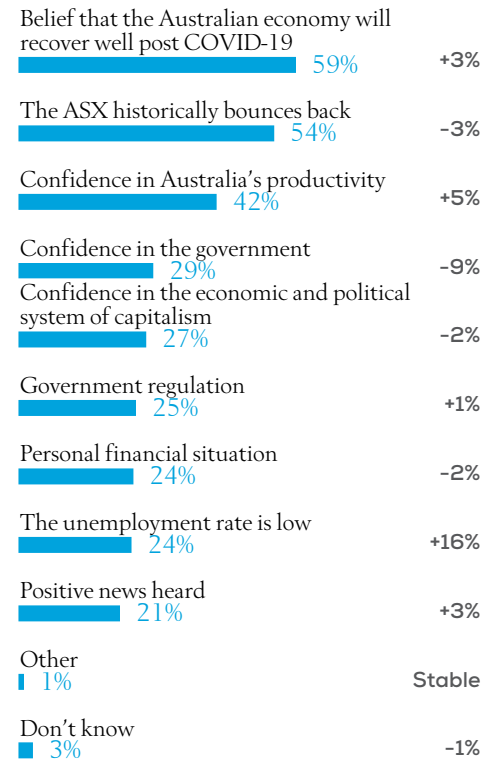 Belief that the Australian economy will
recover well post COVID-19
59% +3%
The ASX historically bounces back
54% -3%
Confidence in Australia’s productivity
42% +5%
Confidence in the government
29% -9%
Confidence in the economic and political
system of capitalism
27% -2%
Government regulation
25% +1%
Personal financial situation
24% -2%
The unemployment rate is low
24% +16%
Positive news heard
21% +3%
Other
1% Stable
Don’t know
3% -1%